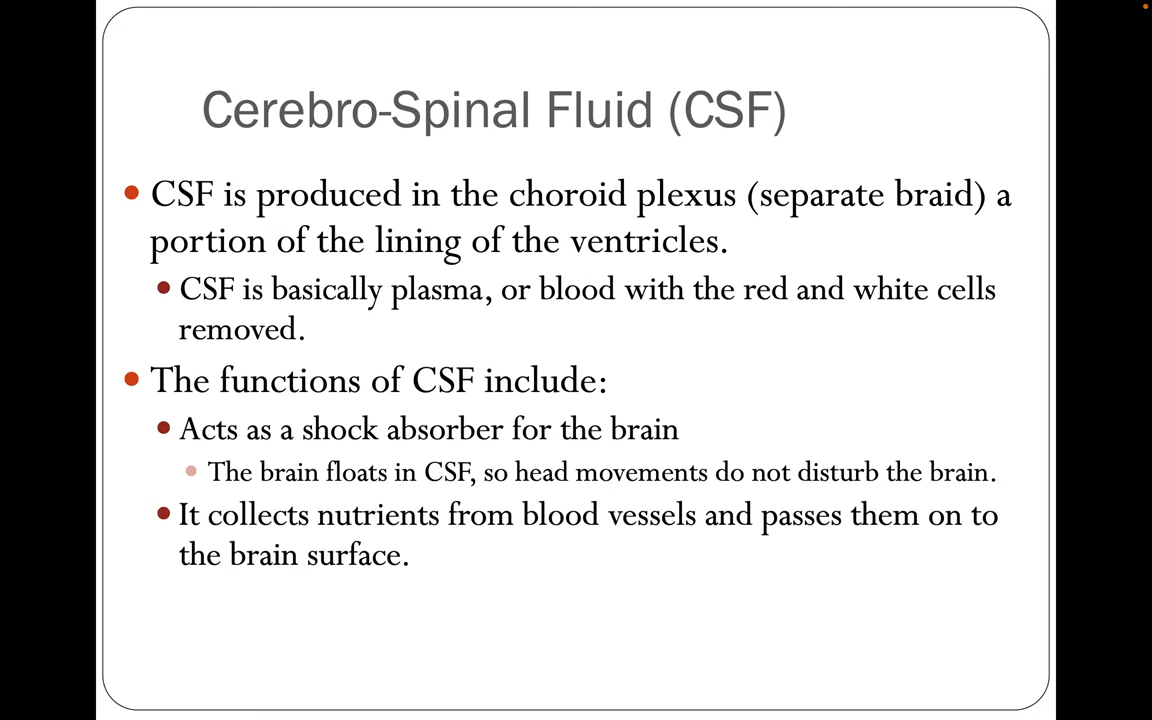 Cerebro-Spinal Fluid (CSF)
• CSF is produced in the choroid plexus (separate braid) a
portion of the lining of the ventricles.
• CSF is basically plasma, or blood with the red and white cells
removed.
• The functions of CSF include:
• Acts as a shock absorber for the brain
• The brain floats in CSF, so head movements do not disturb the brain.
• It collects nutrients from blood vessels and passes them on to
the brain surface.